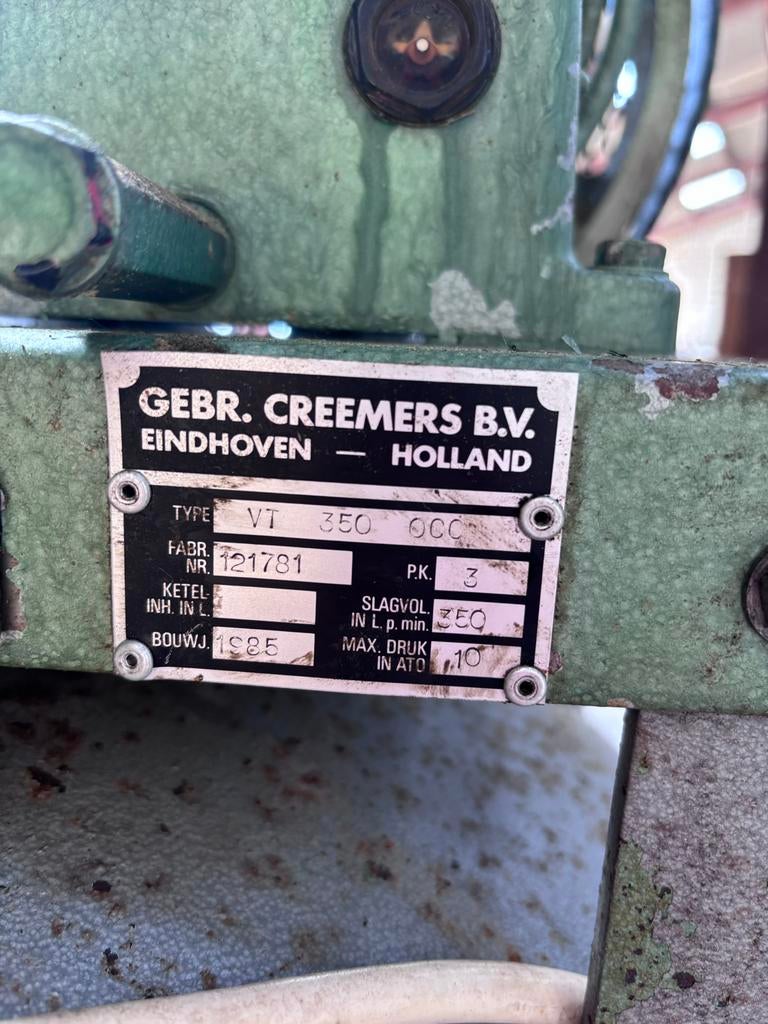 GEBR. CREEMERS B.V.
EINDHOVEN — HOLLAND
TYPE VT 350 000
FABR. NR. 121781 P.K. 3
KETEL- INH. IN L. SLAGVOL. IN L. p. min. 350
BOUWJ. 1985 MAX. DRUK IN ATO 10